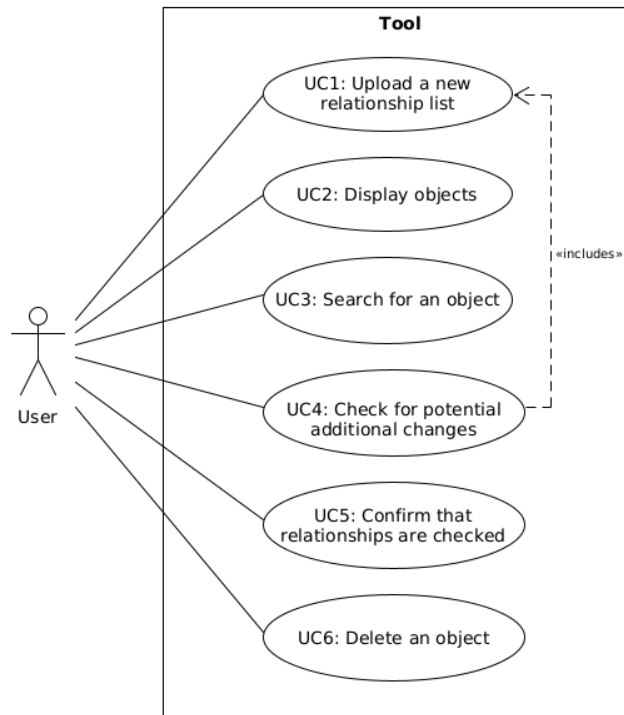 Tool
UC1: Upload a new
relationship list
UC2: Display objects
«includes»
UC3: Search for an object
UC4: Check for potential
additional changes
User
UC5: Confirm that
relationships are checked
UC6: Delete an object